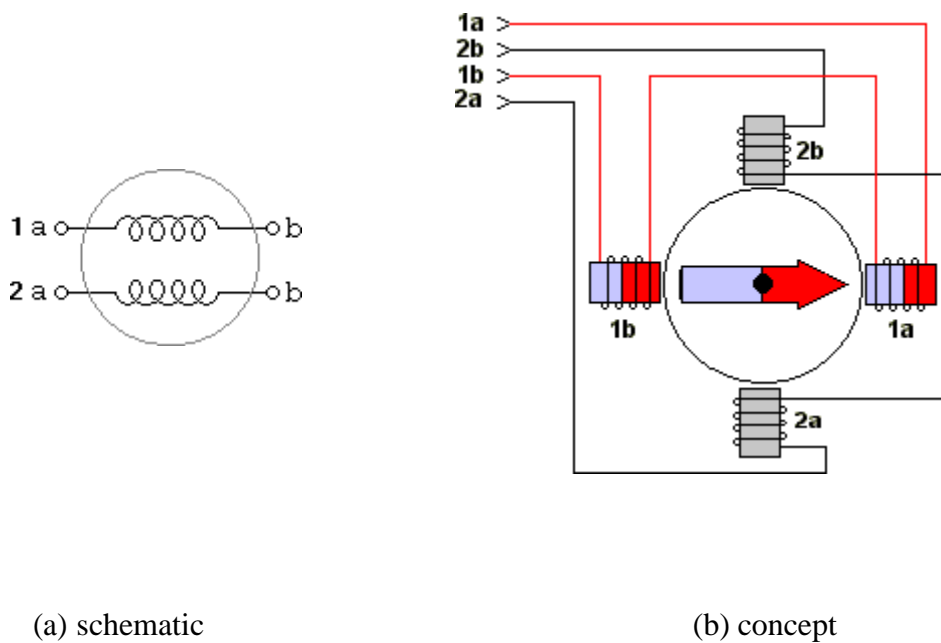 1a
2b
1b
2a
2b
1 a b
2 a b
1b 1a
2a
(a) schematic (b) concept